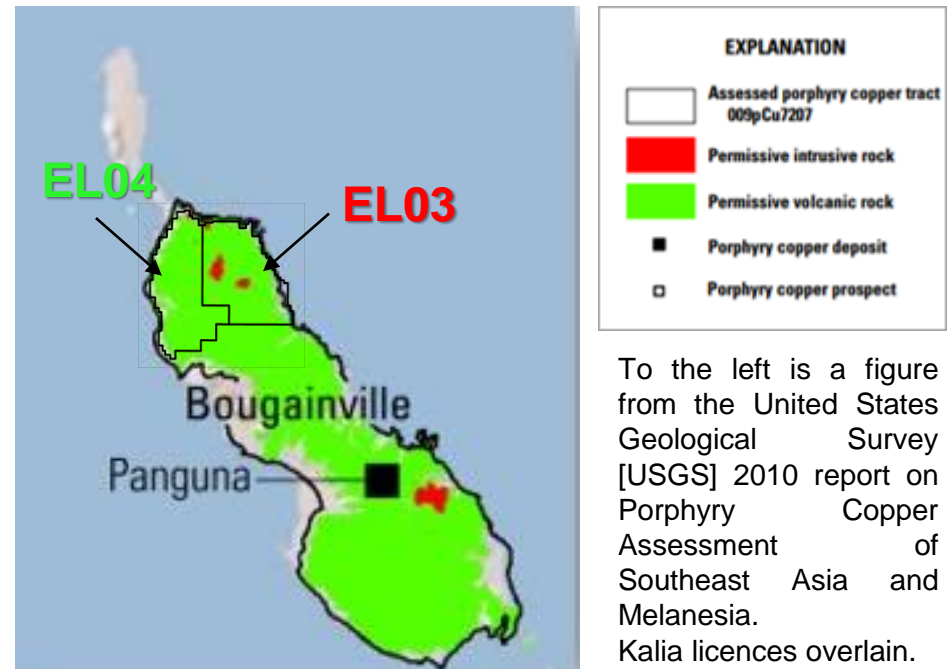 EL04
EL03
Bougainville
Panguna
EXPLANATION
Assessed porphyry copper tract
009pCu7207
Permissive intrusive rock
Permissive volcanic rock
Porphyry copper deposit
Porphyry copper prospect
To the left is a figure
from the United States
Geological Survey
[USGS] 2010 report on
Porphyry Copper
Assessment of
Southeast Asia and
Melanesia.
Kalia licences overlain.